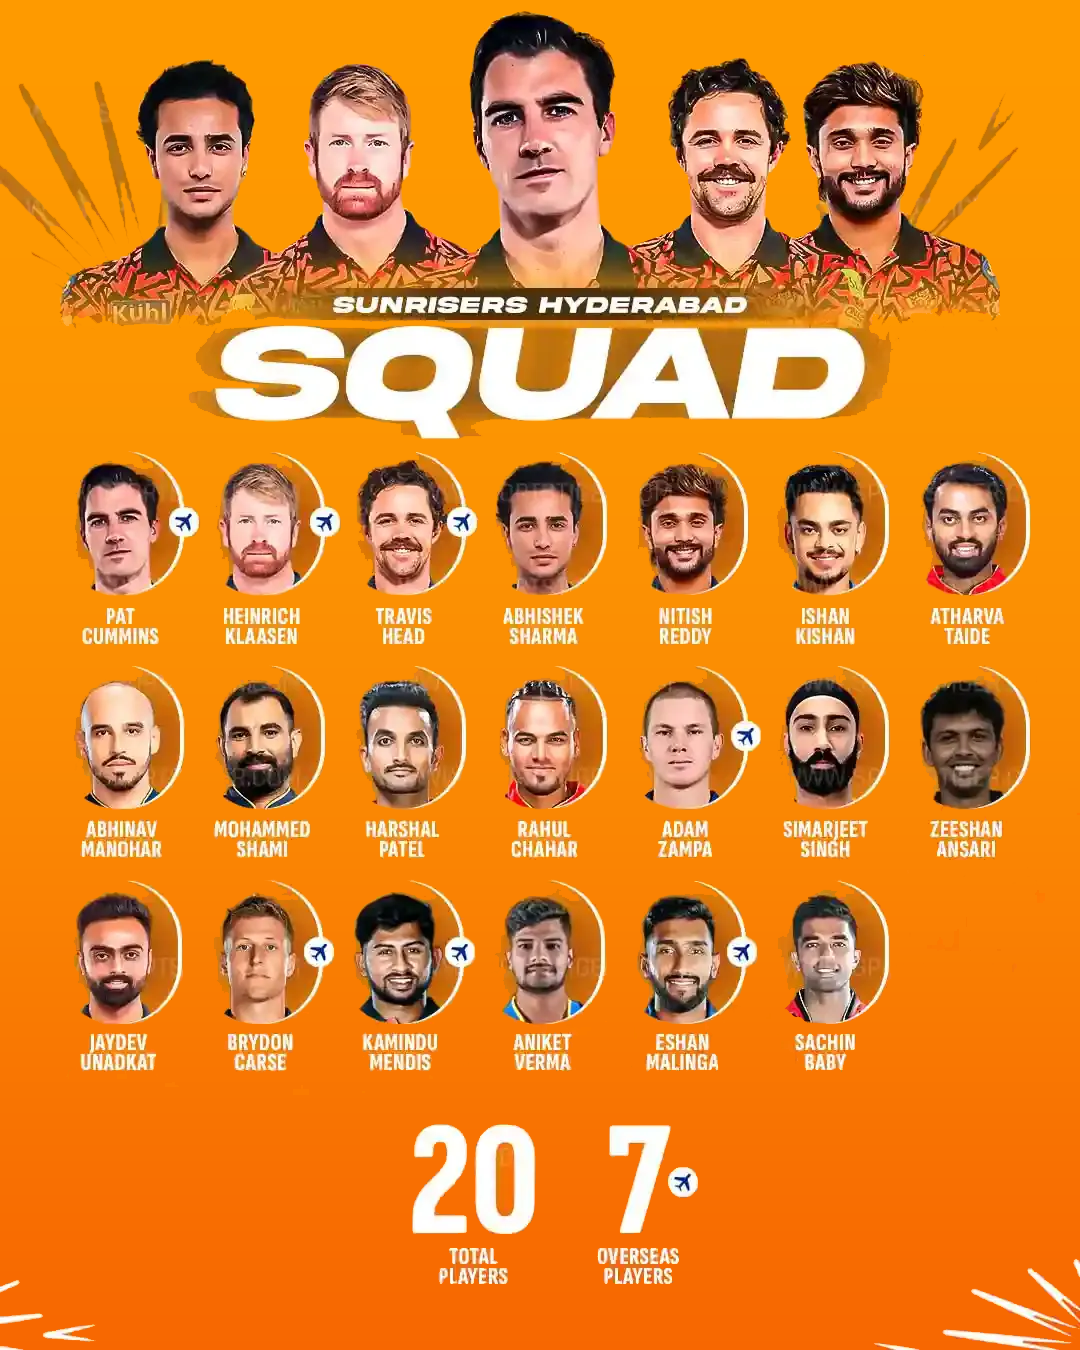 Kühl
SUNRISERS HYDERABAD
SQUAD
PAT
CUMMINS
HEINRICH
KLAASEN
TRAVIS
HEAD
ABHISHEK
SHARMA
NITISH
REDDY
ISHAN
KISHAN
ATHARVA
TAIDE
ABHINAV
MANOHAR
MOHAMMED
SHAMI
HARSHAL
PATEL
RAHUL
CHAHAR
ADAM
ZAMPA
SIMARJEET
SINGH
ZEESHAN
ANSARI
JAYDEV
UNADKAT
BRYDON
CARSE
KAMINDU
MENDIS
ANIKET
VERMA
ESHAN
MALINGA
SACHIN
BABY
20
TOTAL
PLAYERS
7
OVERSEAS
PLAYERS